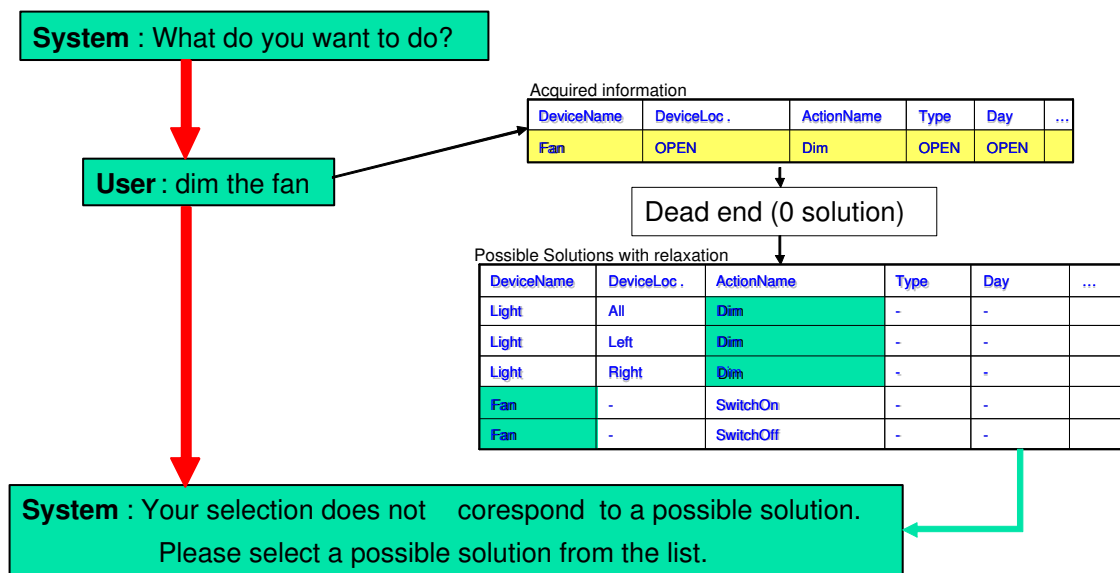 System : What do you want to do?
Acquired information
DeviceName DeviceLoc . ActionName Type Day ...
Fan OPEN Dim OPEN OPEN
User : dim the fan
Dead end (0 solution)
Possible Solutions with relaxation
DeviceName DeviceLoc . ActionName Type Day ...
Light All Dim - -
Light Left Dim - -
Light Right Dim - -
Fan - SwitchOn - -
Fan - SwitchOff - -
System : Your selection does not corespond to a possible solution.
Please select a possible solution from the list.